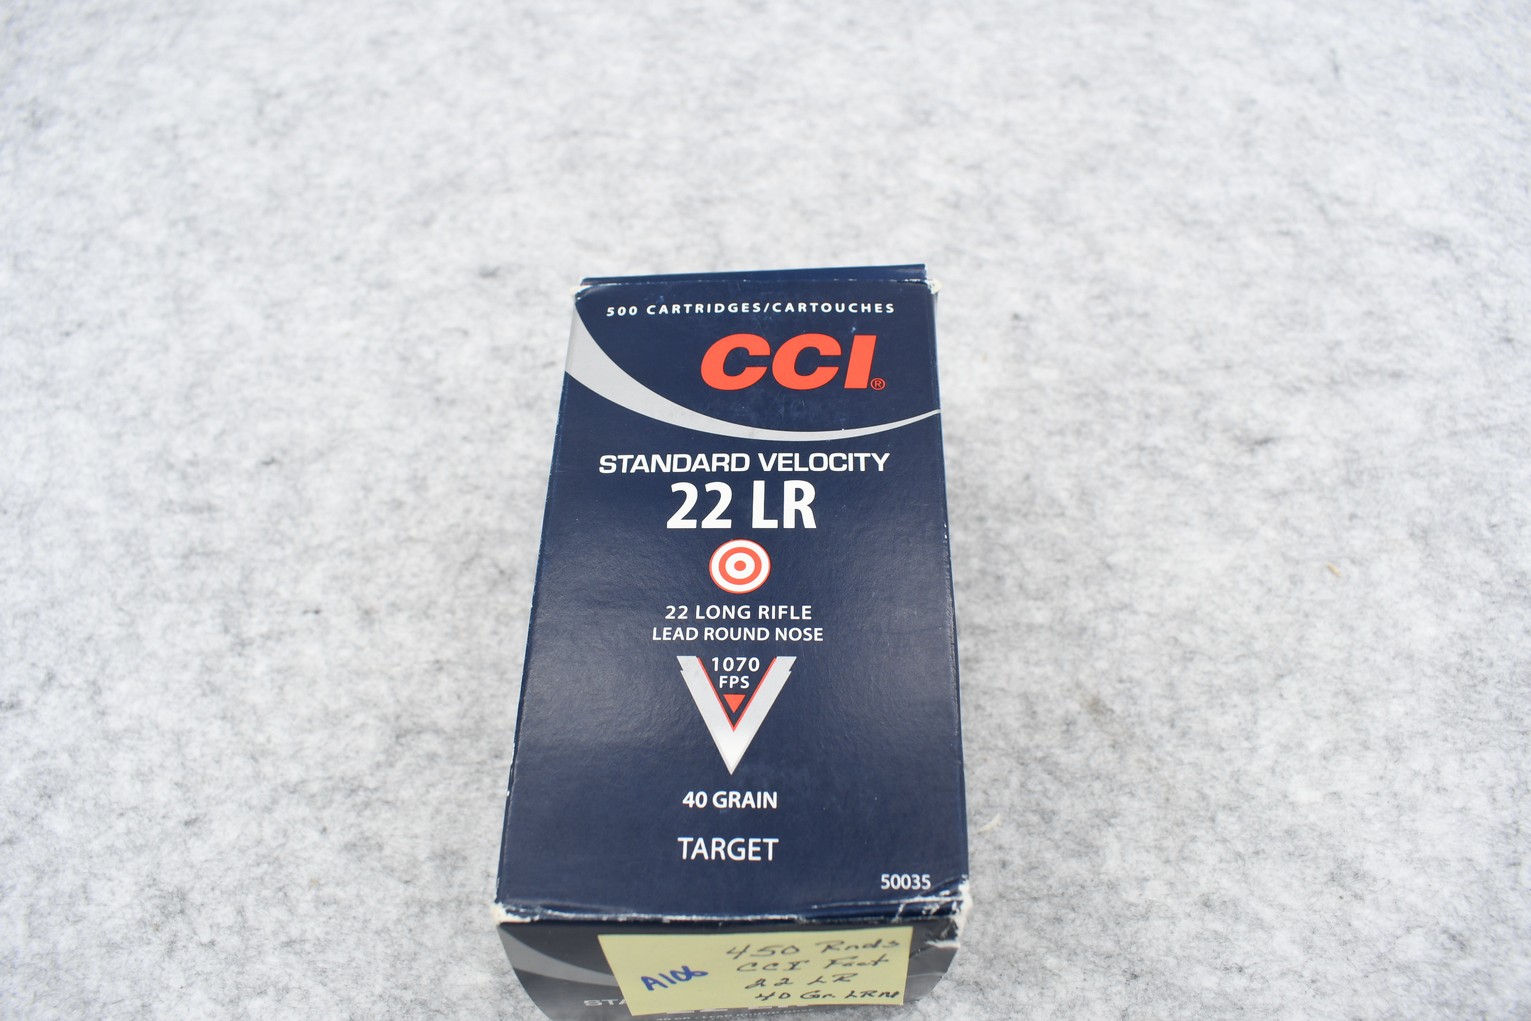 500 CARTRIDGES/CARTOUCHES
CCI®
STANDARD VELOCITY
22 LR
22 LONG RIFLE
LEAD ROUND NOSE
1070
FPS
40 GRAIN
TARGET
50035
450 Rnds
A106
CCI Fact
22 LR
40 Gr. LRN